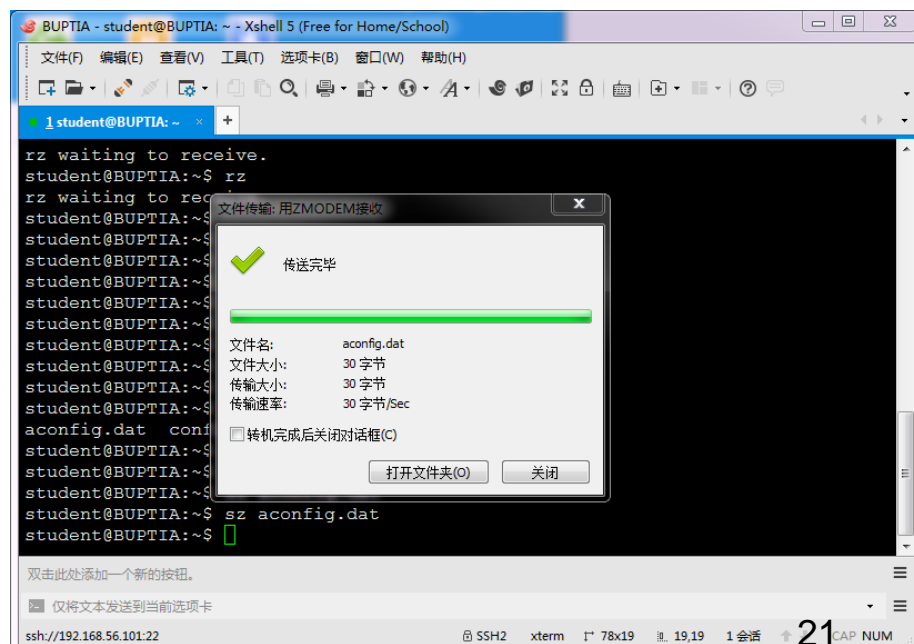 BUPTIA - student@BUPTIA: ~ - Xshell 5 (Free for Home/School)
文件(F) 编辑(E) 查看(V) 工具(T) 选项卡(B) 窗口(W) 帮助(H)
1 student@BUPTIA: ~ × +
rz waiting to receive.
student@BUPTIA:~$ rz
rz waiting to rec
student@BUPTIA:~$
student@BUPTIA:~$
student@BUPTIA:~$
student@BUPTIA:~$
student@BUPTIA:~$
student@BUPTIA:~$
student@BUPTIA:~$
student@BUPTIA:~$
student@BUPTIA:~$
student@BUPTIA:~$
aconfig.dat conf
student@BUPTIA:~$
student@BUPTIA:~$
student@BUPTIA:~$
student@BUPTIA:~$ sz aconfig.dat
student@BUPTIA:~$
文件传输: 用ZMODEM接收
传送完毕
文件名: aconfig.dat
文件大小: 30 字节
传输大小: 30 字节
传输速率: 30 字节/Sec
转机完成后关闭对话框(C)
打开文件夹(O) 关闭
双击此处添加一个新的按钮。
仅将文本发送到当前选项卡
ssh://192.168.56.101:22 SSH2 xterm 78x19 19,19 1 会话 21 CAP NUM